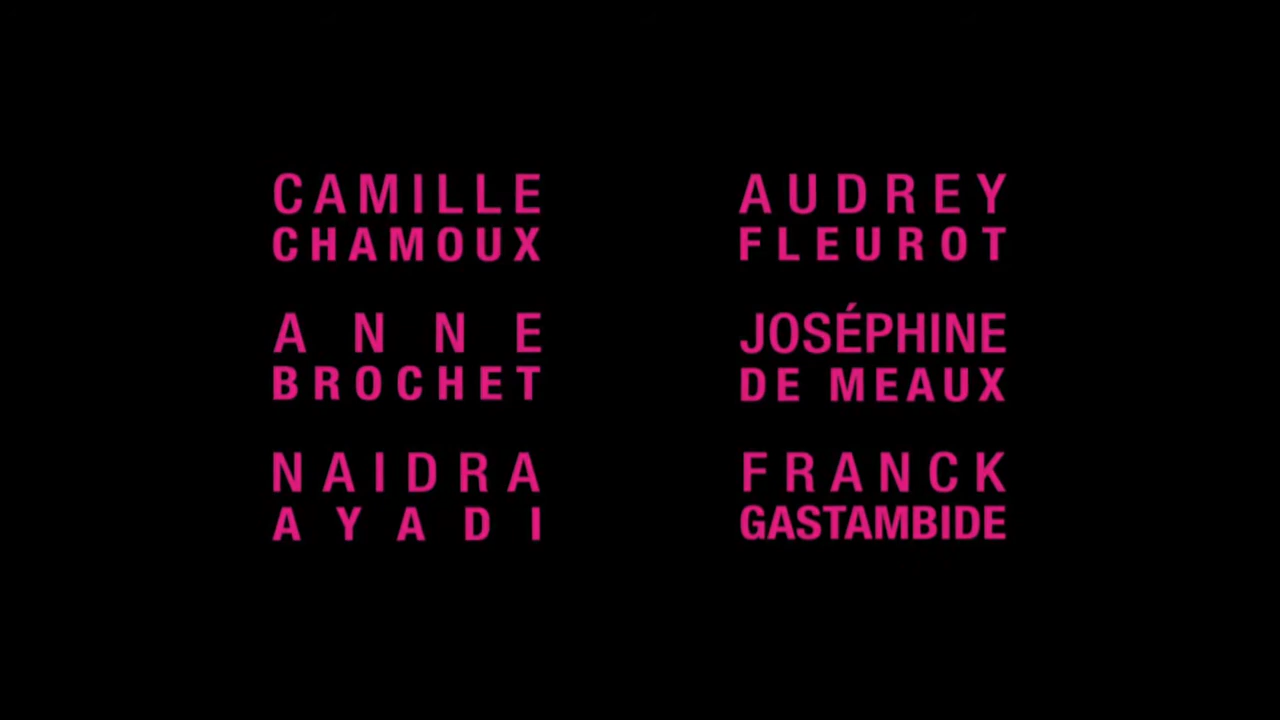 CAMILLE
CHAMOUX
AUDREY
FLEUROT
ANNE
BROCHET
JOSÉPHINE
DE MEAUX
NAIDRA
AYADI
FRANCK
GASTAMBIDE